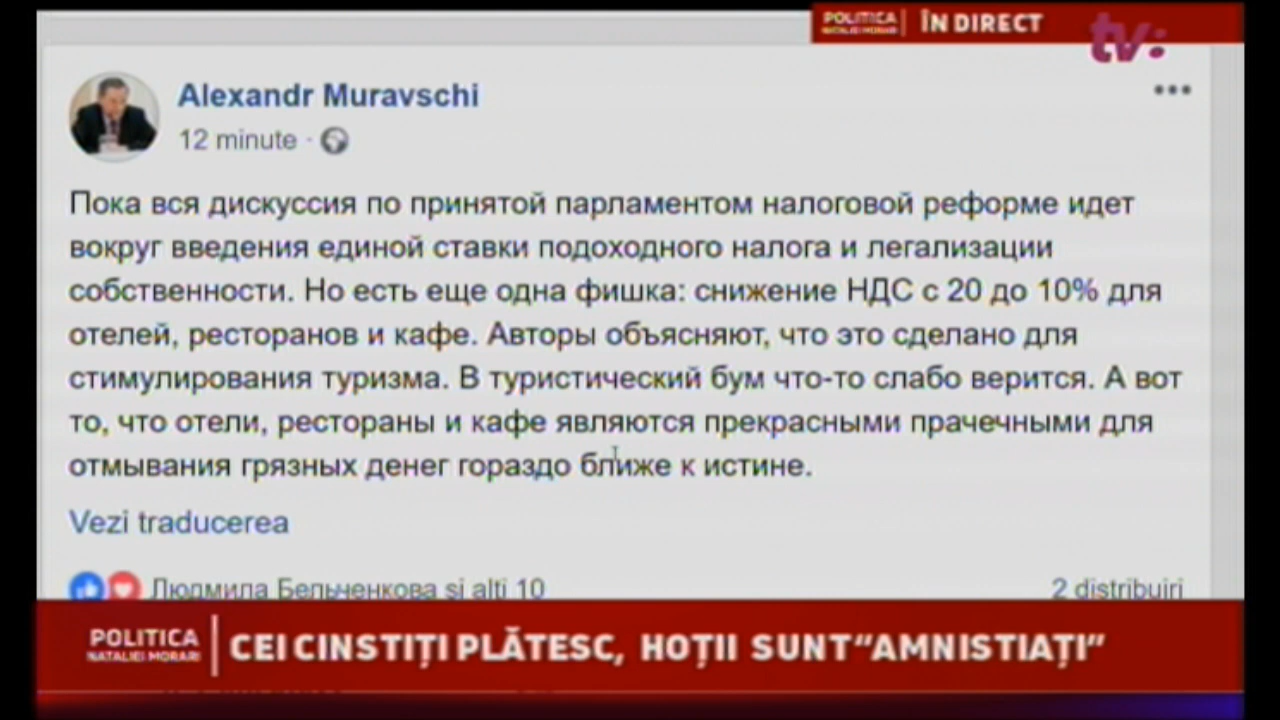 POLITICA
NATALIEI MORARI
ÎN DIRECT
tv:
Alexandr Muravschi
12 minute ·
Пока вся дискуссия по принятой парламентом налоговой реформе идет
вокруг введения единой ставки подоходного налога и легализации
собственности. Но есть еще одна фишка: снижение НДС с 20 до 10% для
отелей, ресторанов и кафе. Авторы объясняют, что это сделано для
стимулирования туризма. В туристический бум что-то слабо верится. А вот
то, что отели, рестораны и кафе являются прекрасными прачечными для
отмывания грязных денег гораздо ближе к истине.
Vezi traducerea
Людмила Бельченкова și alți 10
2 distribuiri
POLITICA
NATALIEI MORARI
CEI CINSTIȚI PLĂTESC, HOȚII SUNT “AMNISTIAȚI”